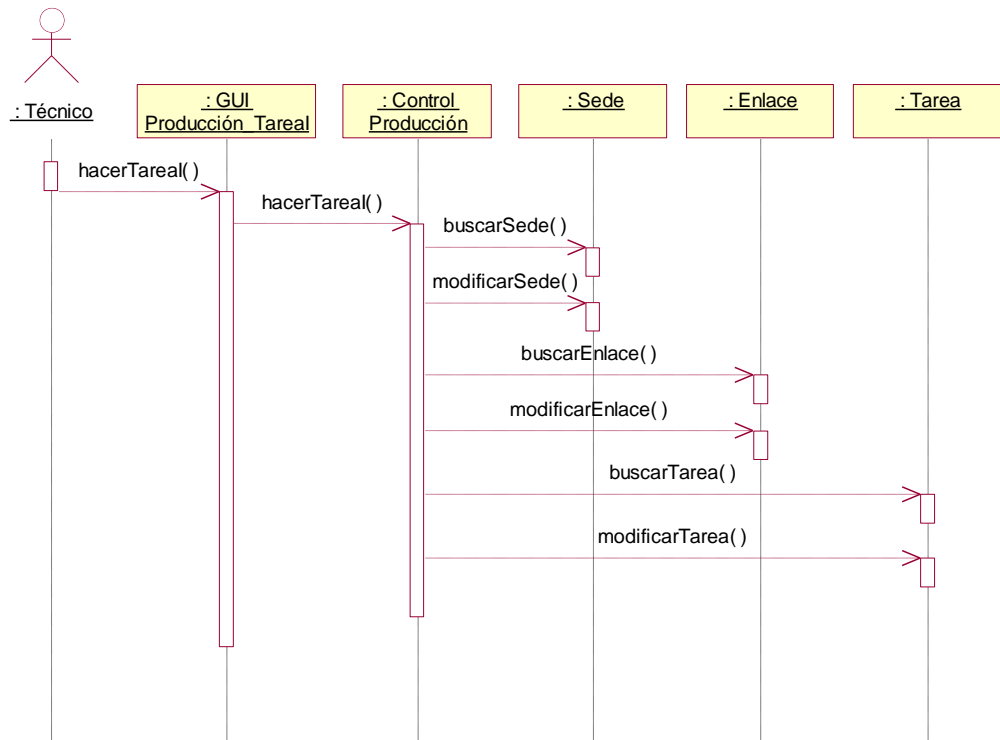 : Técnico
: GUI
Producción_TareaI
: Control
Producción
: Sede
: Enlace
: Tarea
hacerTareaI( )
hacerTareaI( )
buscarSede( )
modificarSede( )
buscarEnlace( )
modificarEnlace( )
buscarTarea( )
modificarTarea( )